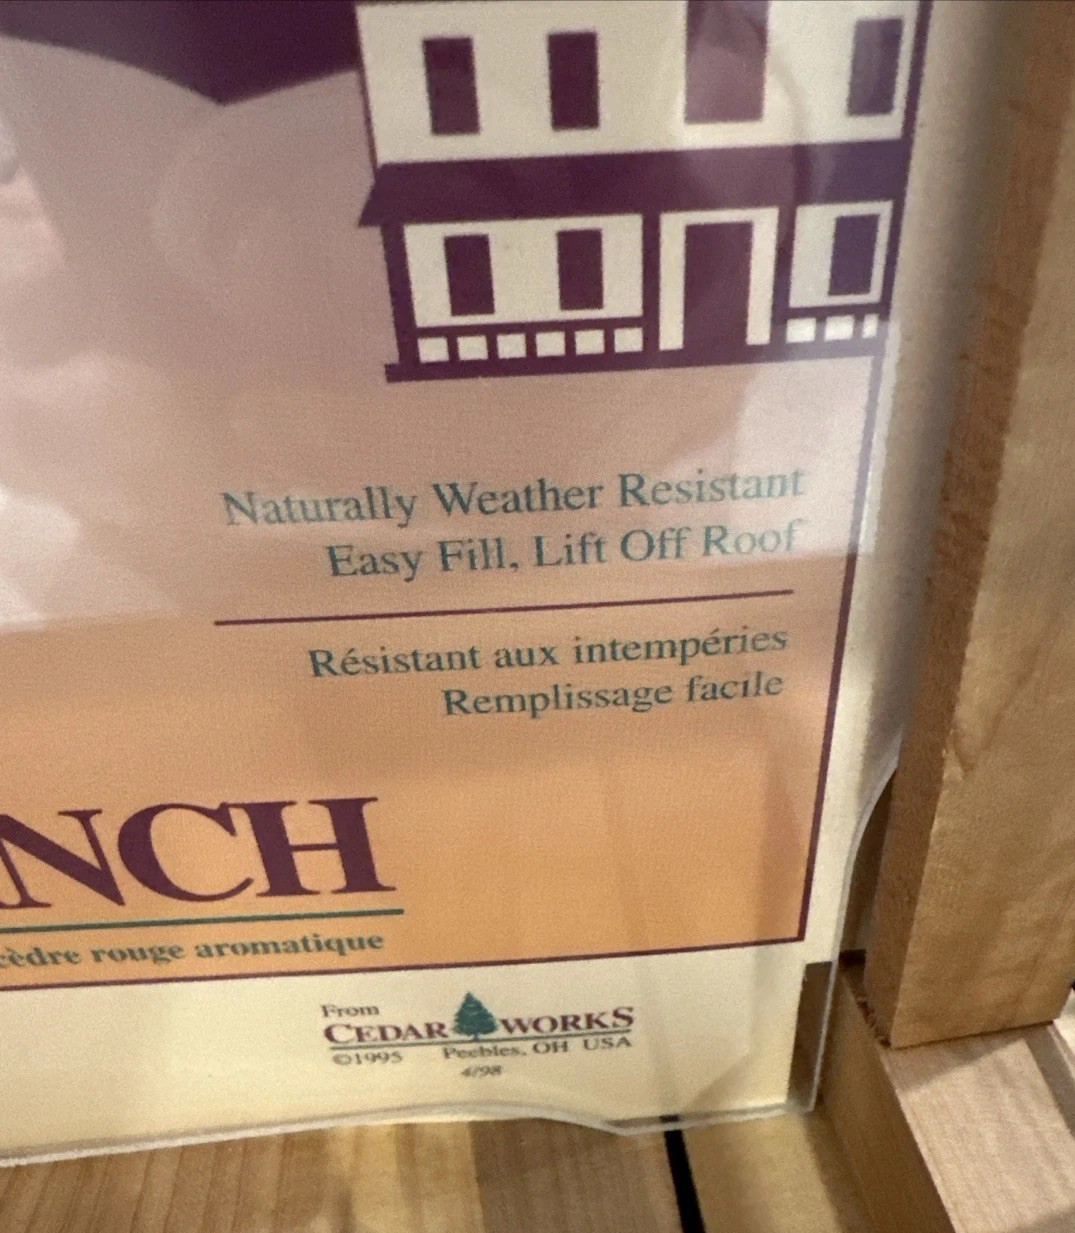 Naturally Weather Resistant
Easy Fill, Lift Off Roof
Résistant aux intempéries
Remplissage facile
NCH
cèdre rouge aromatique
From
CEDAR WORKS
©1995 Peebles, OH USA
4/98